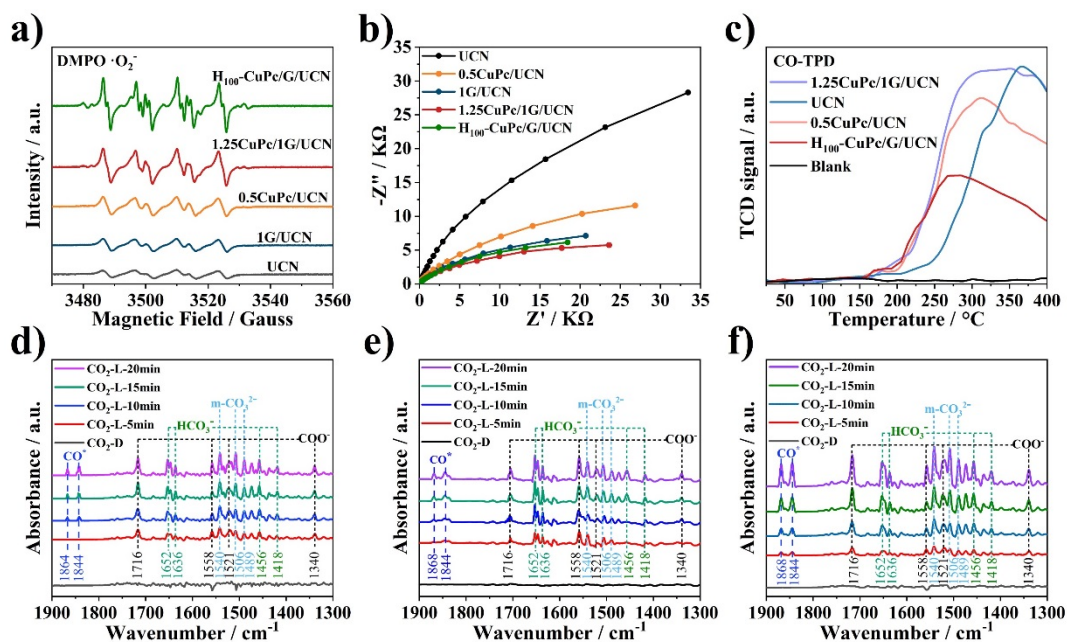 a)
DMPO ·O₂⁻
H₁₀₀-CuPc/G/UCN
1.25CuPc/1G/UCN
0.5CuPc/UCN
1G/UCN
UCN
Intensity / a.u.
3480 3500 3520 3540 3560
Magnetic Field / Gauss
b)
UCN
0.5CuPc/UCN
1G/UCN
1.25CuPc/1G/UCN
H₁₀₀-CuPc/G/UCN
-Z'' / KΩ
35
30
25
20
15
10
5
0
0 5 10 15 20 25 30 35
Z' / KΩ
c)
CO-TPD
1.25CuPc/1G/UCN
UCN
0.5CuPc/UCN
H₁₀₀-CuPc/G/UCN
Blank
TCD signal / a.u.
50 100 150 200 250 300 350 400
Temperature / °C
d)
CO₂-L-20min
CO₂-L-15min
CO₂-L-10min
CO₂-L-5min
CO₂-D
m-CO₃²⁻
HCO₃⁻
COO⁻
CO*
Absorbance / a.u.
1864 1844 1716 1652 1636 1558 1540 1521 1506 1489 1456 1418 1340
1900 1800 1700 1600 1500 1400 1300
Wavenumber / cm⁻¹
e)
CO₂-L-20min
CO₂-L-15min
CO₂-L-10min
CO₂-L-5min
CO₂-D
m-CO₃²⁻
HCO₃⁻
COO⁻
CO*
Absorbance / a.u.
1868 1844 1706 1652 1636 1558 1540 1521 1506 1489 1456 1418 1340
1900 1800 1700 1600 1500 1400 1300
Wavenumber / cm⁻¹
f)
CO₂-L-20min
CO₂-L-15min
CO₂-L-10min
CO₂-L-5min
CO₂-D
m-CO₃²⁻
HCO₃⁻
COO⁻
CO*
Absorbance / a.u.
1868 1844 1716 1652 1636 1558 1540 1521 1506 1489 1456 1418 1340
1900 1800 1700 1600 1500 1400 1300
Wavenumber / cm⁻¹